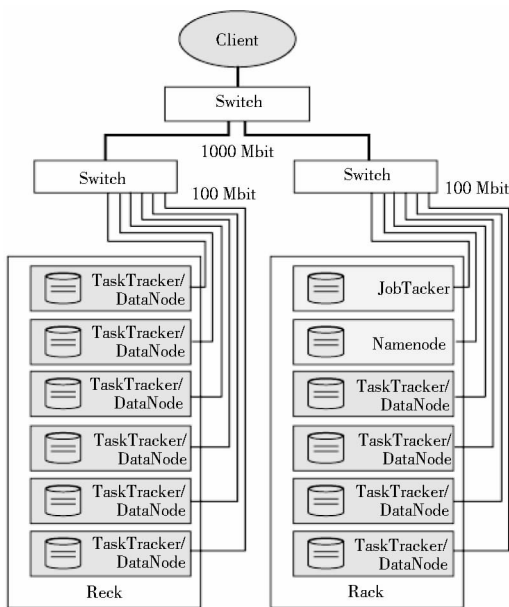 Client
Switch
1000 Mbit
Switch
Switch
100 Mbit
100 Mbit
TaskTracker/
DataNode
TaskTracker/
DataNode
TaskTracker/
DataNode
TaskTracker/
DataNode
TaskTracker/
DataNode
TaskTracker/
DataNode
Reck
JobTacker
Namenode
TaskTracker/
DataNode
TaskTracker/
DataNode
TaskTracker/
DataNode
TaskTracker/
DataNode
Rack